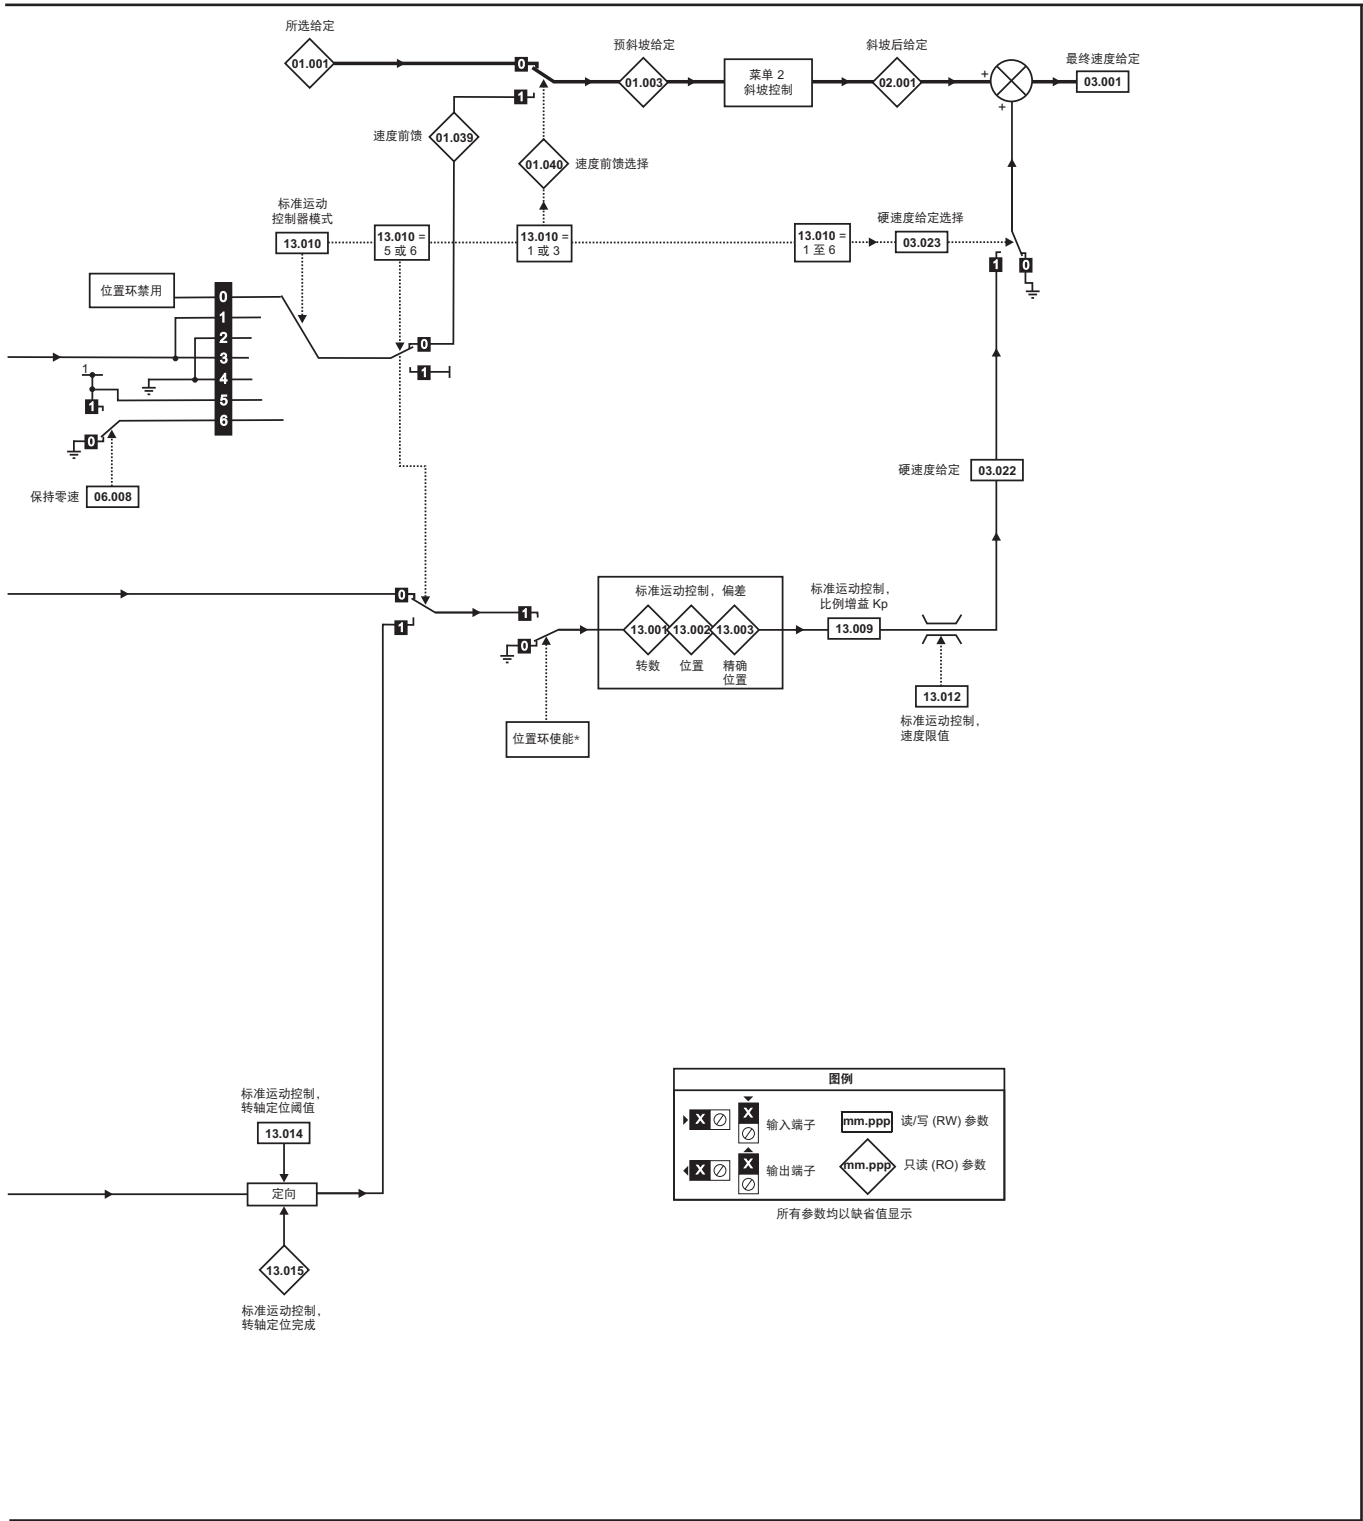 所选给定
01.001
0
1
预斜坡给定
01.003
菜单 2
斜坡控制
斜坡后给定
02.001
+
+
最终速度给定
03.001
速度前馈
01.039
01.040
速度前馈选择
标准运动
控制器模式
13.010
13.010 =
5 或 6
13.010 =
1 或 3
13.010 =
1 至 6
硬速度给定选择
03.023
1
0
位置环禁用
0
1
2
3
4
5
6
1
1
0
0
1
保持零速
06.008
硬速度给定
03.022
0
1
1
0
标准运动控制，偏差
13.001
13.002
13.003
转数
位置
精确
位置
标准运动控制，
比例增益 Kp
13.009
13.012
标准运动控制，
速度限值
位置环使能*
标准运动控制，
转轴定位阈值
13.014
定向
13.015
标准运动控制，
转轴定位完成
图例
X
X
输入端子
mm.ppp
读/写 (RW) 参数
X
X
输出端子
mm.ppp
只读 (RO) 参数
所有参数均以缺省值显示